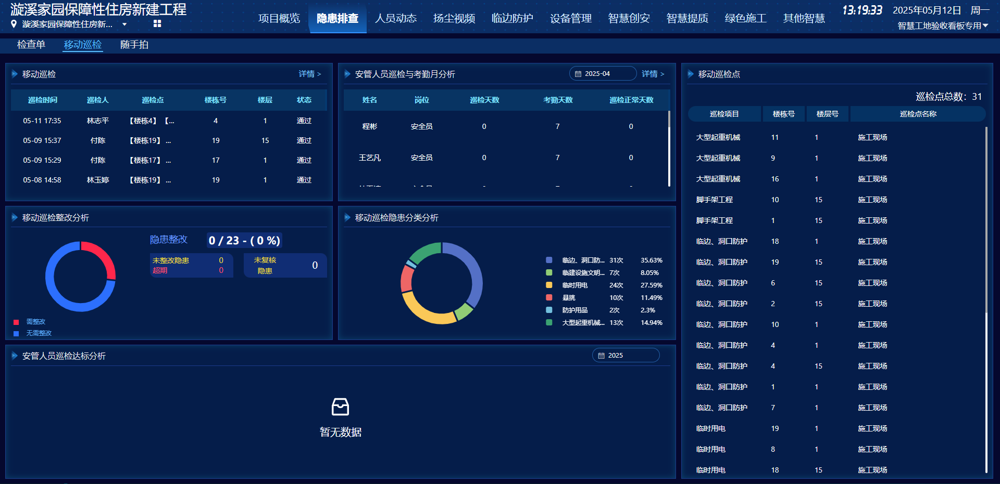 漩溪家园保障性住房新建工程
漩溪家园保障性住房新...
项目概览 隐患排查 人员动态 扬尘视频 临边防护 设备管理 智慧创安 智慧提质 绿色施工 其他智慧
13:19:33 2025年05月12日 周一
智慧工地验收看板专用
检查单 移动巡检 随手拍
移动巡检 详情 >
巡检时间 巡检人 巡检点 楼栋号 楼层 状态
05-11 17:35 林志平 【楼栋4】【... 4 1 通过
05-09 15:37 付陈 【楼栋19】 ... 19 15 通过
05-09 15:29 付陈 【楼栋17】 ... 17 1 通过
05-08 14:58 林玉婷 【楼栋19】 ... 19 1 通过
安管人员巡检与考勤月分析 2025-04 详情 >
姓名 岗位 巡检天数 考勤天数 巡检正常天数
程彬 安全员 0 7 0
王艺凡 安全员 0 7 0
移动巡检整改分析
隐患整改 0 / 23 - ( 0 %)
未整改隐患 0
超期 0
未复核
隐患 0
需整改
无需整改
移动巡检隐患分类分析
临边、洞口防... 31次 35.63%
临建设施文明... 7次 8.05%
临时用电 24次 27.59%
悬挑 10次 11.49%
防护用品 2次 2.3%
大型起重机械... 13次 14.94%
安管人员巡检达标分析 2025
暂无数据
移动巡检点
巡检点总数：31
巡检项目 楼栋号 楼层号 巡检点名称
大型起重机械 11 1 施工现场
大型起重机械 9 1 施工现场
大型起重机械 16 1 施工现场
脚手架工程 10 15 施工现场
脚手架工程 1 15 施工现场
临边、洞口防护 18 1 施工现场
临边、洞口防护 19 15 施工现场
临边、洞口防护 6 15 施工现场
临边、洞口防护 2 15 施工现场
临边、洞口防护 10 1 施工现场
临边、洞口防护 4 1 施工现场
临边、洞口防护 4 15 施工现场
临边、洞口防护 1 1 施工现场
临边、洞口防护 7 1 施工现场
临时用电 19 1 施工现场
临时用电 8 1 施工现场
临时用电 18 15 施工现场